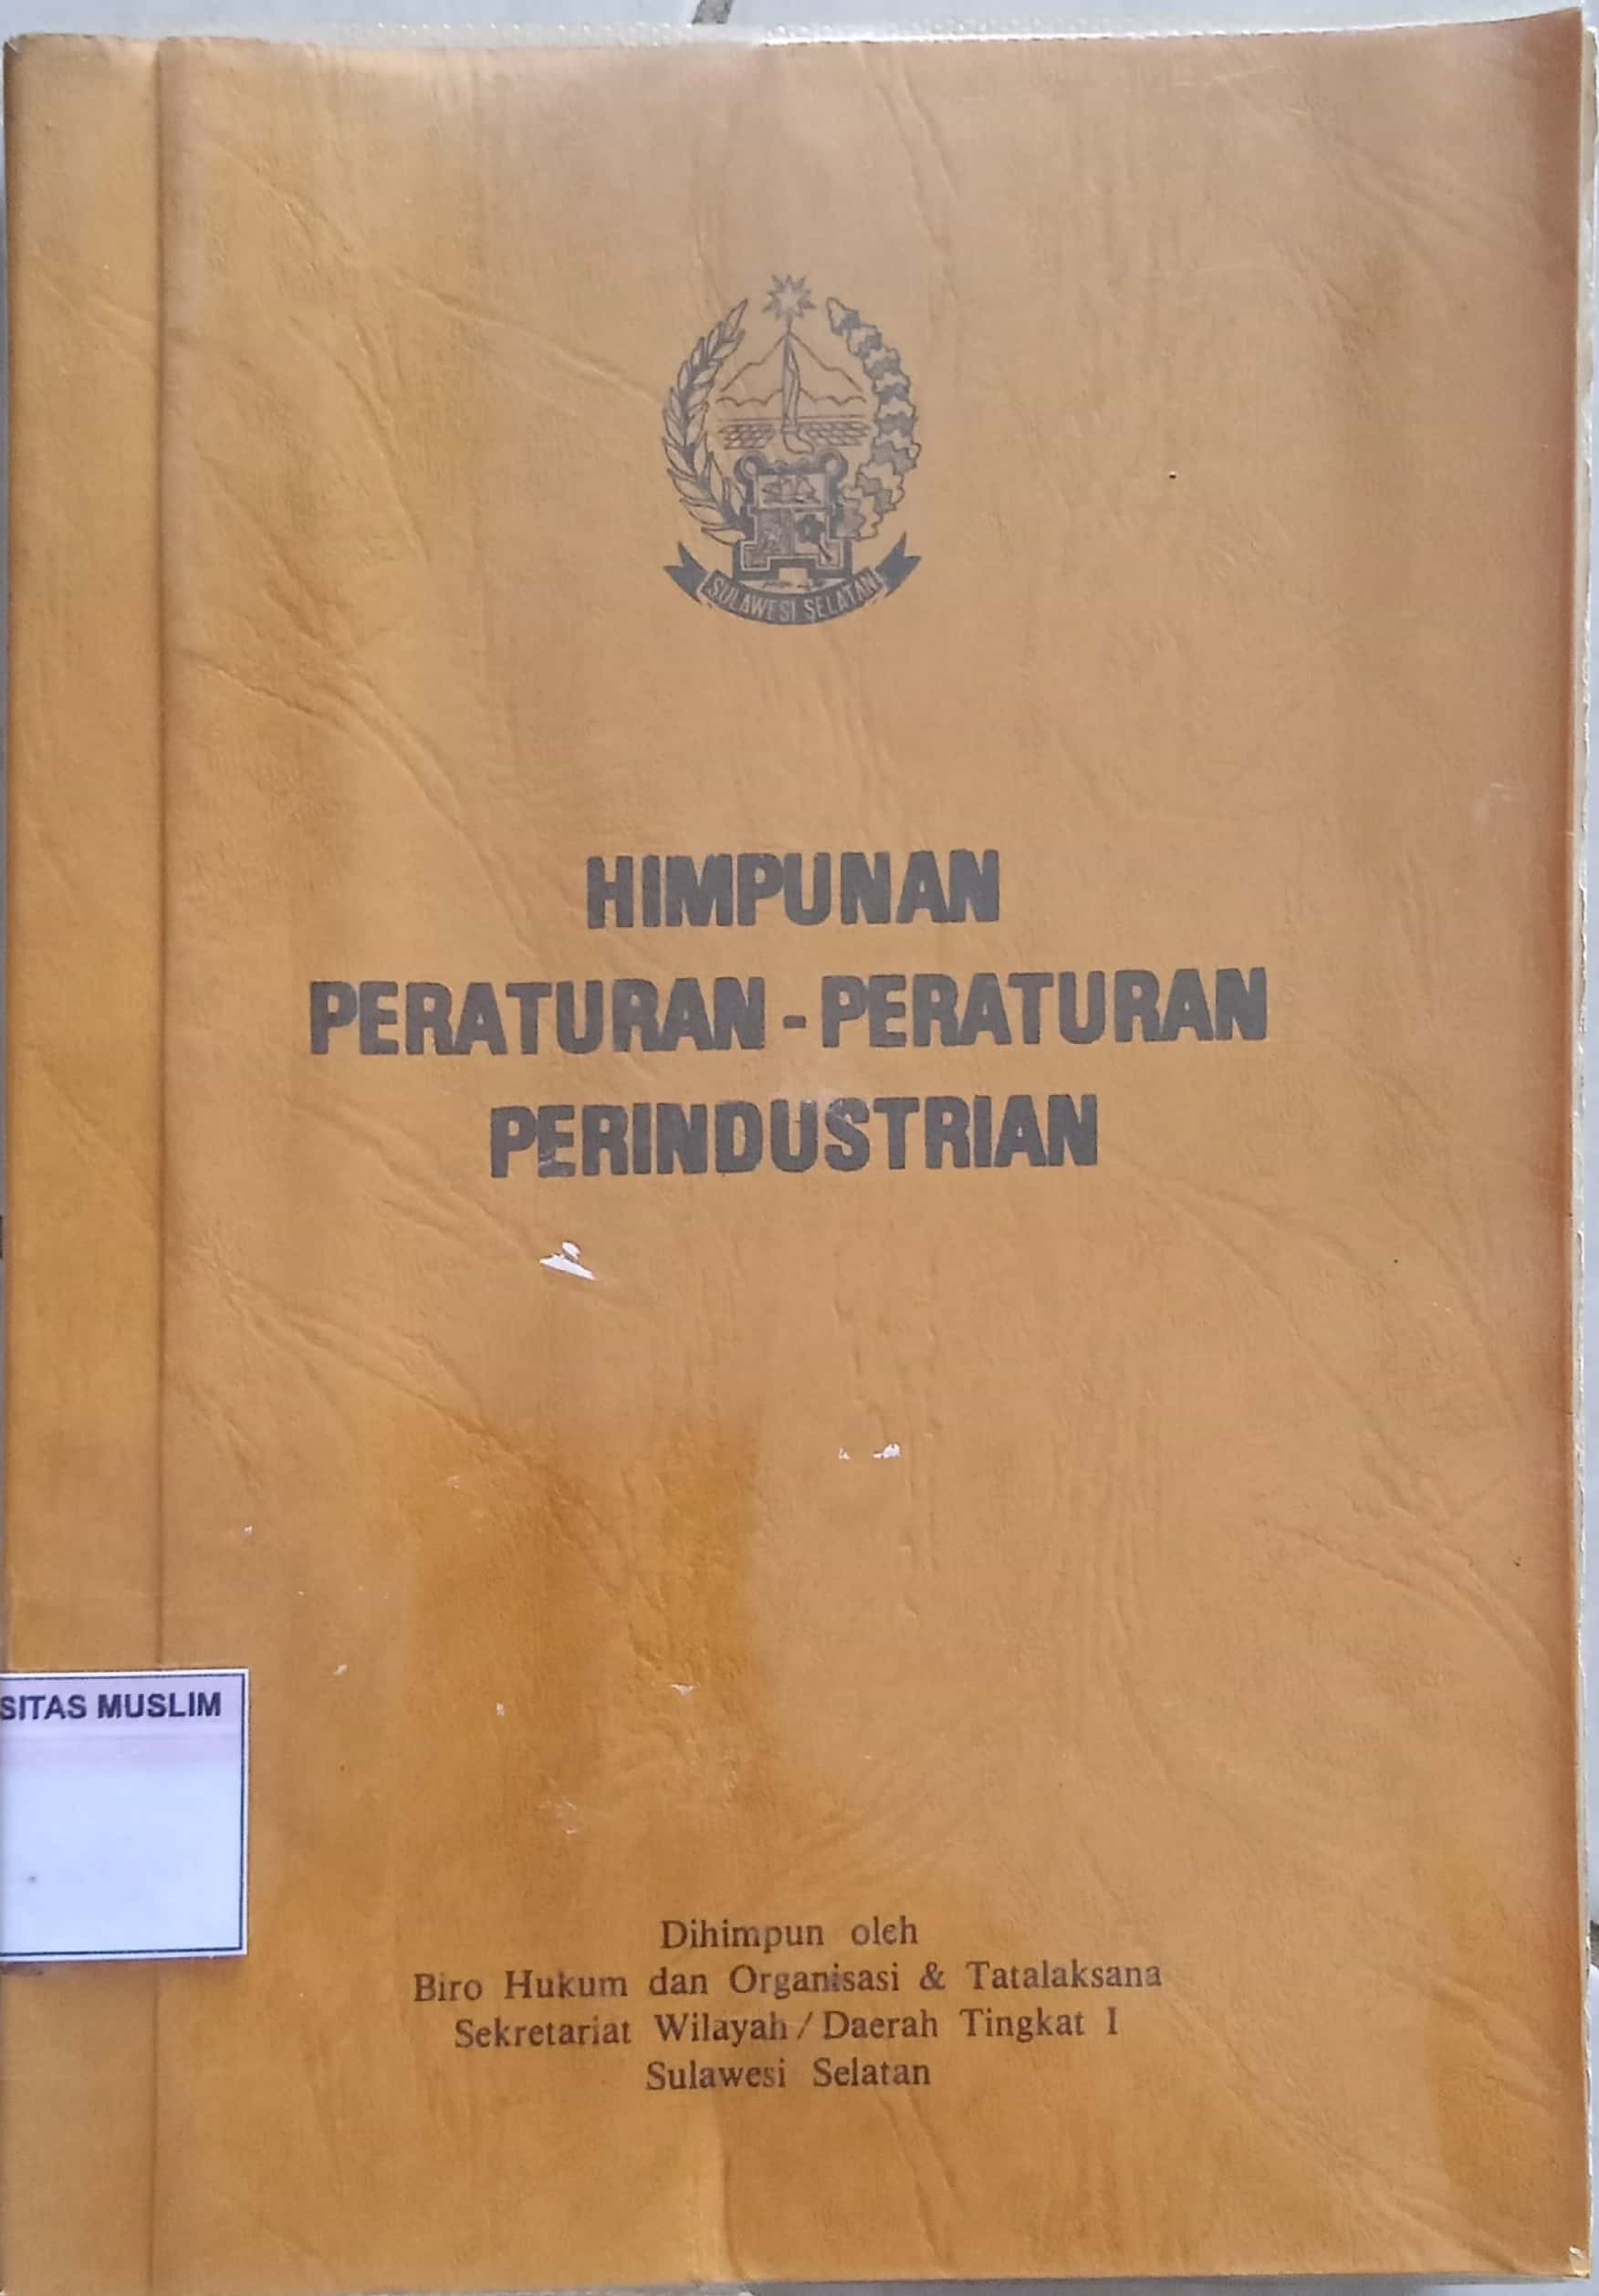 SULAWESI SELATAN
HIMPUNAN
PERATURAN - PERATURAN
PERINDUSTRIAN
SITAS MUSLIM
Dihimpun oleh
Biro Hukum dan Organisasi & Tatalaksana
Sekretariat Wilayah / Daerah Tingkat I
Sulawesi Selatan